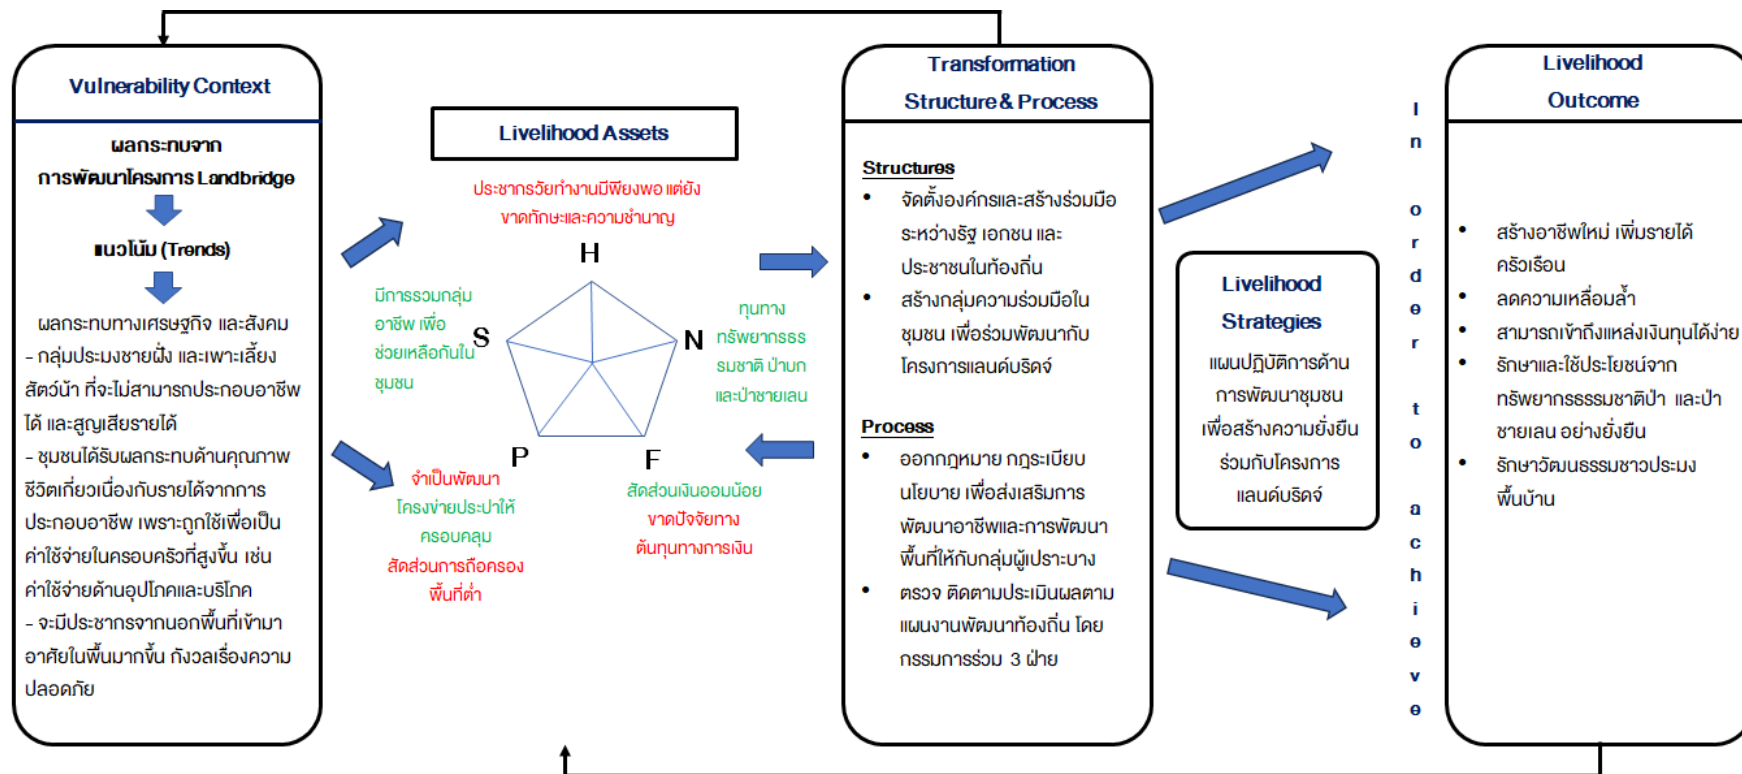 Vulnerability Context
ผลกระทบจาก
การพัฒนาโครงการ Landbridge
แนวโน้ม (Trends)
ผลกระทบทางเศรษฐกิจ และสังคม
- กลุ่มประมงชายฝั่ง และเพาะเลี้ยง
สัตว์น้ำ ที่จะไม่สามารถประกอบอาชีพ
ได้ และสูญเสียรายได้
- ชุมชนได้รับผลกระทบด้านคุณภาพ
ชีวิตเกี่ยวเนื่องกับรายได้จากการ
ประกอบอาชีพ เพราะถูกใช้เพื่อเป็น
ค่าใช้จ่ายในครอบครัวที่สูงขึ้น เช่น
ค่าใช้จ่ายด้านอุปโภคและบริโภค
- จะมีประชากรจากนอกพื้นที่เข้ามา
อาศัยในพื้นมากขึ้น กังวลเรื่องความ
ปลอดภัย
Livelihood Assets
ประชากรวัยทำงานมีพียงพอ แต่ยัง
ขาดทักษะและความชำนาญ
H
มีการรวมกลุ่ม
อาชีพ เพื่อ
ช่วยเหลือกันใน
ชุมชน
S
N
ทุนทาง
ทรัพยากรธร
รมชาติ ป่าบก
และป่าชายเลน
P
จำเป็นพัฒนา
โครงข่ายประปาให้
ครอบคลุม
สัดส่วนการถือครอง
พื้นที่ต่ำ
F
สัดส่วนเงินออมน้อย
ขาดปัจจัยทาง
ต้นทุนทางการเงิน
Transformation
Structure & Process
Structures
• จัดตั้งองค์กรและสร้างร่วมมือ
ระหว่างรัฐ เอกชน และ
ประชาชนในท้องถิ่น
• สร้างกลุ่มความร่วมมือใน
ชุมชน เพื่อร่วมพัฒนากับ
โครงการแลนด์บริดจ์
Process
• ออกกฎหมาย กฎระเบียบ
นโยบาย เพื่อส่งเสริมการ
พัฒนาอาชีพและการพัฒนา
พื้นที่ให้กับกลุ่มผู้เปราะบาง
• ตรวจ ติดตามประเมินผลตาม
แผนงานพัฒนาท้องถิ่น โดย
กรรมการร่วม 3 ฝ่าย
Livelihood
Strategies
แผนปฏิบัติการด้าน
การพัฒนาชุมชน
เพื่อสร้างความยั่งยืน
ร่วมกับโครงการ
แลนด์บริดจ์
In order to achieve
Livelihood
Outcome
• สร้างอาชีพใหม่ เพิ่มรายได้
ครัวเรือน
• ลดความเหลื่อมล้ำ
• สามารถเข้าถึงแหล่งเงินทุนได้ง่าย
• รักษาและใช้ประโยชน์จาก
ทรัพยากรธรรมชาติป่า และป่า
ชายเลน อย่างยั่งยืน
• รักษาวัฒนธรรมชาวประมง
พื้นบ้าน